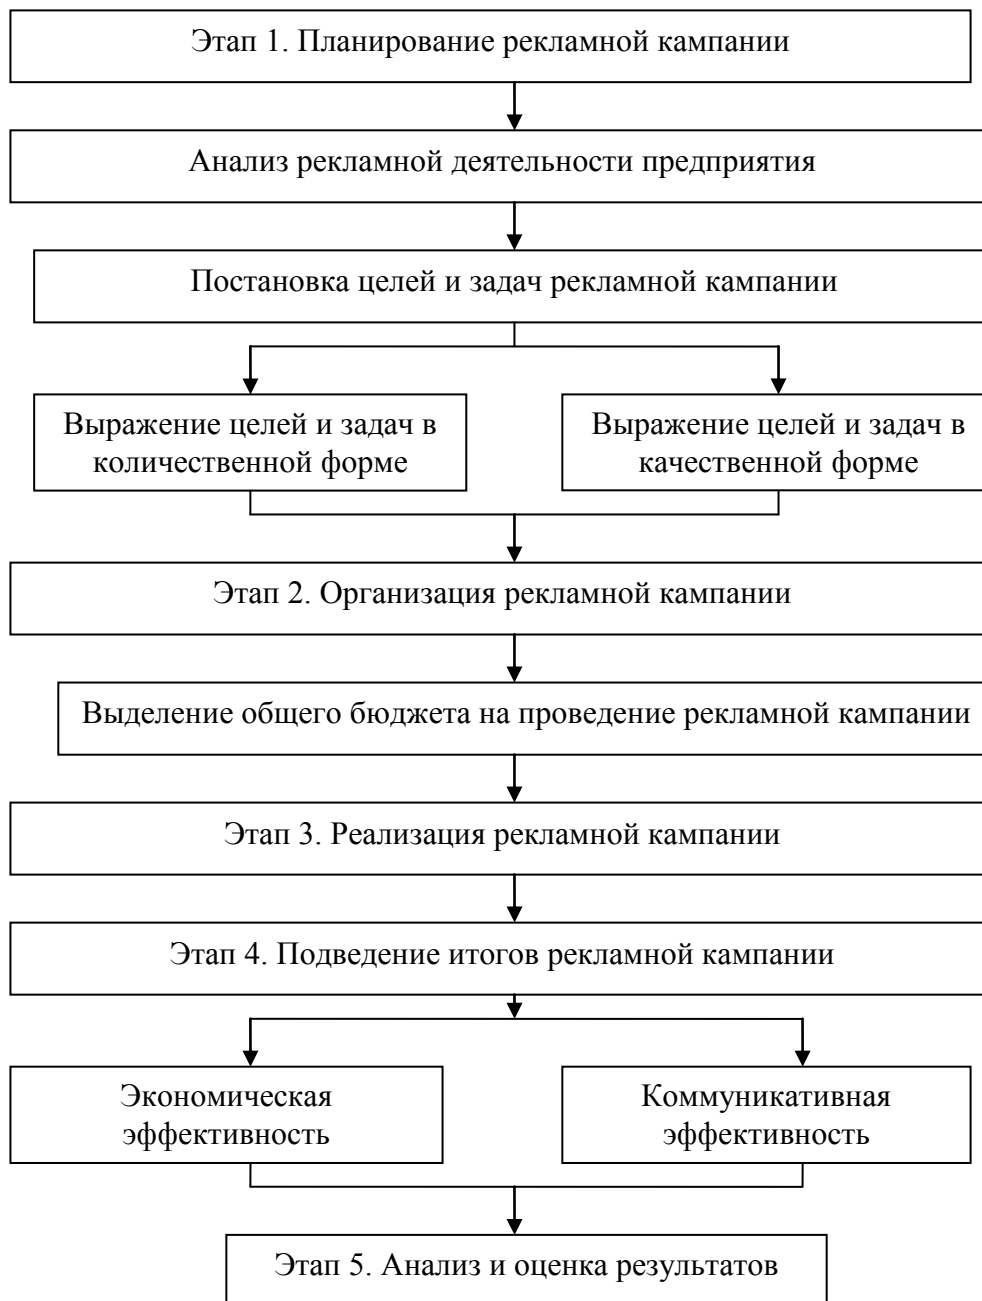 Этап 1. Планирование рекламной кампании
Анализ рекламной деятельности предприятия
Постановка целей и задач рекламной кампании
Выражение целей и задач в
количественной форме
Выражение целей и задач в
качественной форме
Этап 2. Организация рекламной кампании
Выделение общего бюджета на проведение рекламной кампании
Этап 3. Реализация рекламной кампании
Этап 4. Подведение итогов рекламной кампании
Экономическая
эффективность
Коммуникативная
эффективность
Этап 5. Анализ и оценка результатов